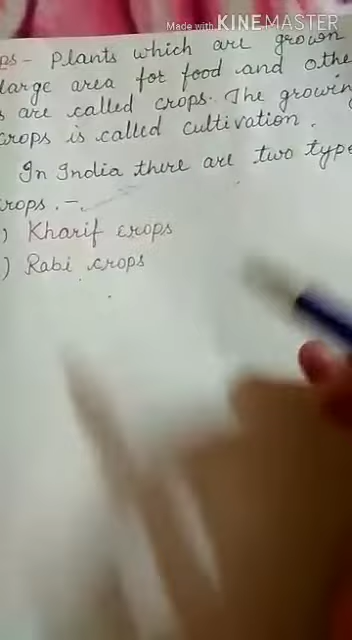 Made with KINEMASTER
ps - Plants which are grown
large area for food and othe
s are called crops. The growin
crops is called cultivation.
In India there are two type
crops. -
) Kharif crops
) Rabi crops